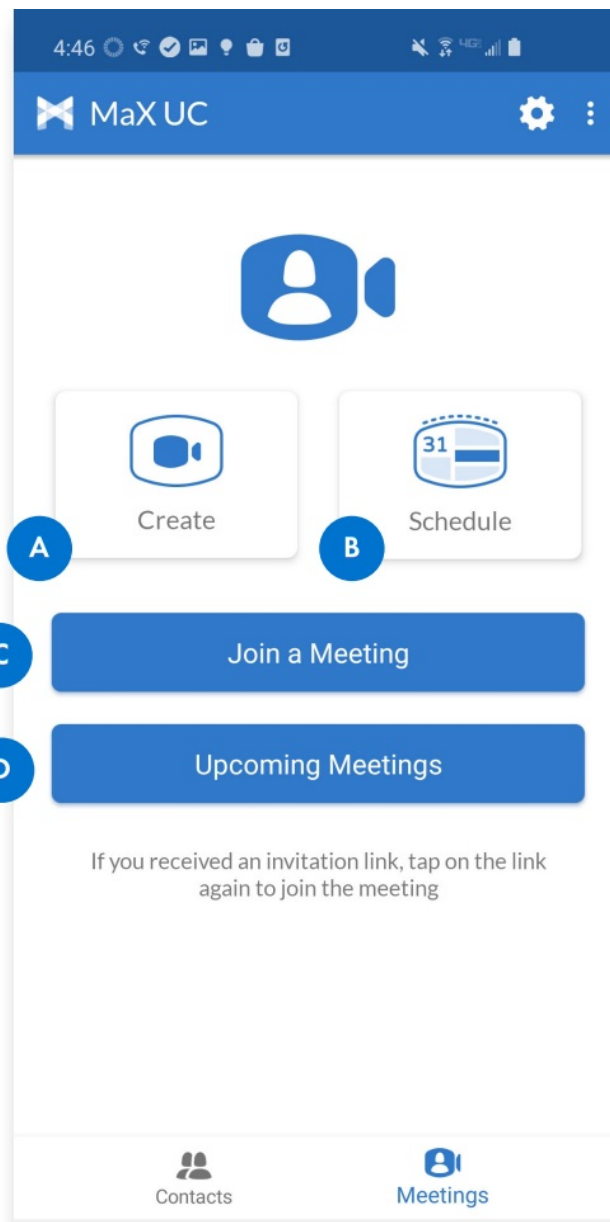 4:46
MaX UC
31
Create
Schedule
A
B
Join a Meeting
C
Upcoming Meetings
D
If you received an invitation link, tap on the link
again to join the meeting
Contacts
Meetings